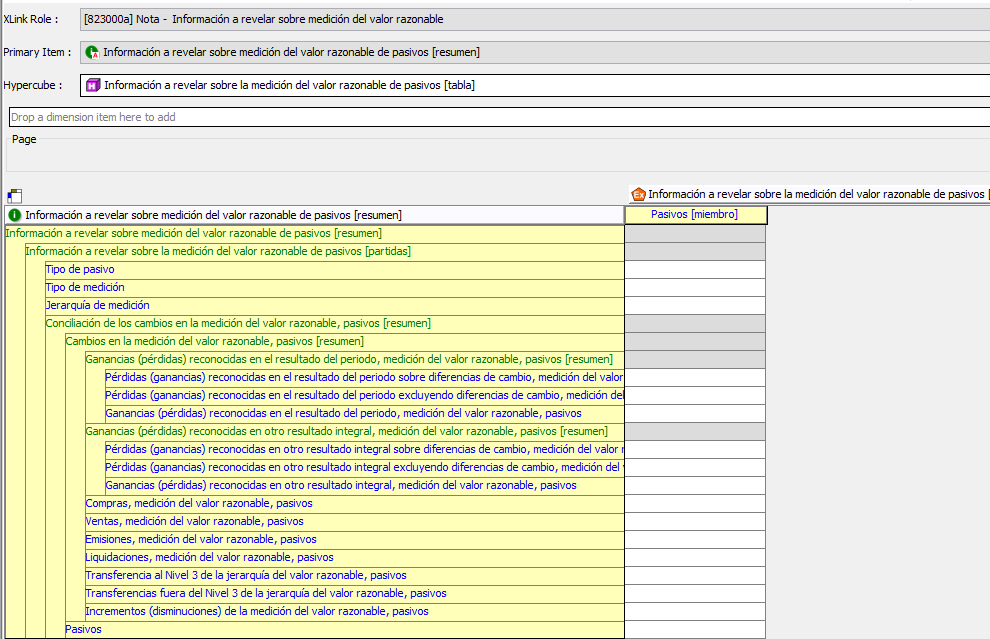 XLink Role : [823000a] Nota - Información a revelar sobre medición del valor razonable
Primary Item : Información a revelar sobre medición del valor razonable de pasivos [resumen]
Hypercube : H Información a revelar sobre la medición del valor razonable de pasivos [tabla]
Drop a dimension item here to add
Page
Ex Información a revelar sobre la medición del valor razonable de pasivos [
Información a revelar sobre medición del valor razonable de pasivos [resumen] Pasivos [miembro]
Información a revelar sobre medición del valor razonable de pasivos [resumen]
Información a revelar sobre la medición del valor razonable de pasivos [partidas]
Tipo de pasivo
Tipo de medición
Jerarquía de medición
Conciliación de los cambios en la medición del valor razonable, pasivos [resumen]
Cambios en la medición del valor razonable, pasivos [resumen]
Ganancias (pérdidas) reconocidas en el resultado del periodo, medición del valor razonable, pasivos [resumen]
Pérdidas (ganancias) reconocidas en el resultado del periodo sobre diferencias de cambio, medición del valor
Pérdidas (ganancias) reconocidas en el resultado del periodo excluyendo diferencias de cambio, medición del
Ganancias (pérdidas) reconocidas en el resultado del periodo, medición del valor razonable, pasivos
Ganancias (pérdidas) reconocidas en otro resultado integral, medición del valor razonable, pasivos [resumen]
Pérdidas (ganancias) reconocidas en otro resultado integral sobre diferencias de cambio, medición del valor
Pérdidas (ganancias) reconocidas en otro resultado integral excluyendo diferencias de cambio, medición del
Ganancias (pérdidas) reconocidas en otro resultado integral, medición del valor razonable, pasivos
Compras, medición del valor razonable, pasivos
Ventas, medición del valor razonable, pasivos
Emisiones, medición del valor razonable, pasivos
Liquidaciones, medición del valor razonable, pasivos
Transferencia al Nivel 3 de la jerarquía del valor razonable, pasivos
Transferencias fuera del Nivel 3 de la jerarquía del valor razonable, pasivos
Incrementos (disminuciones) de la medición del valor razonable, pasivos
Pasivos